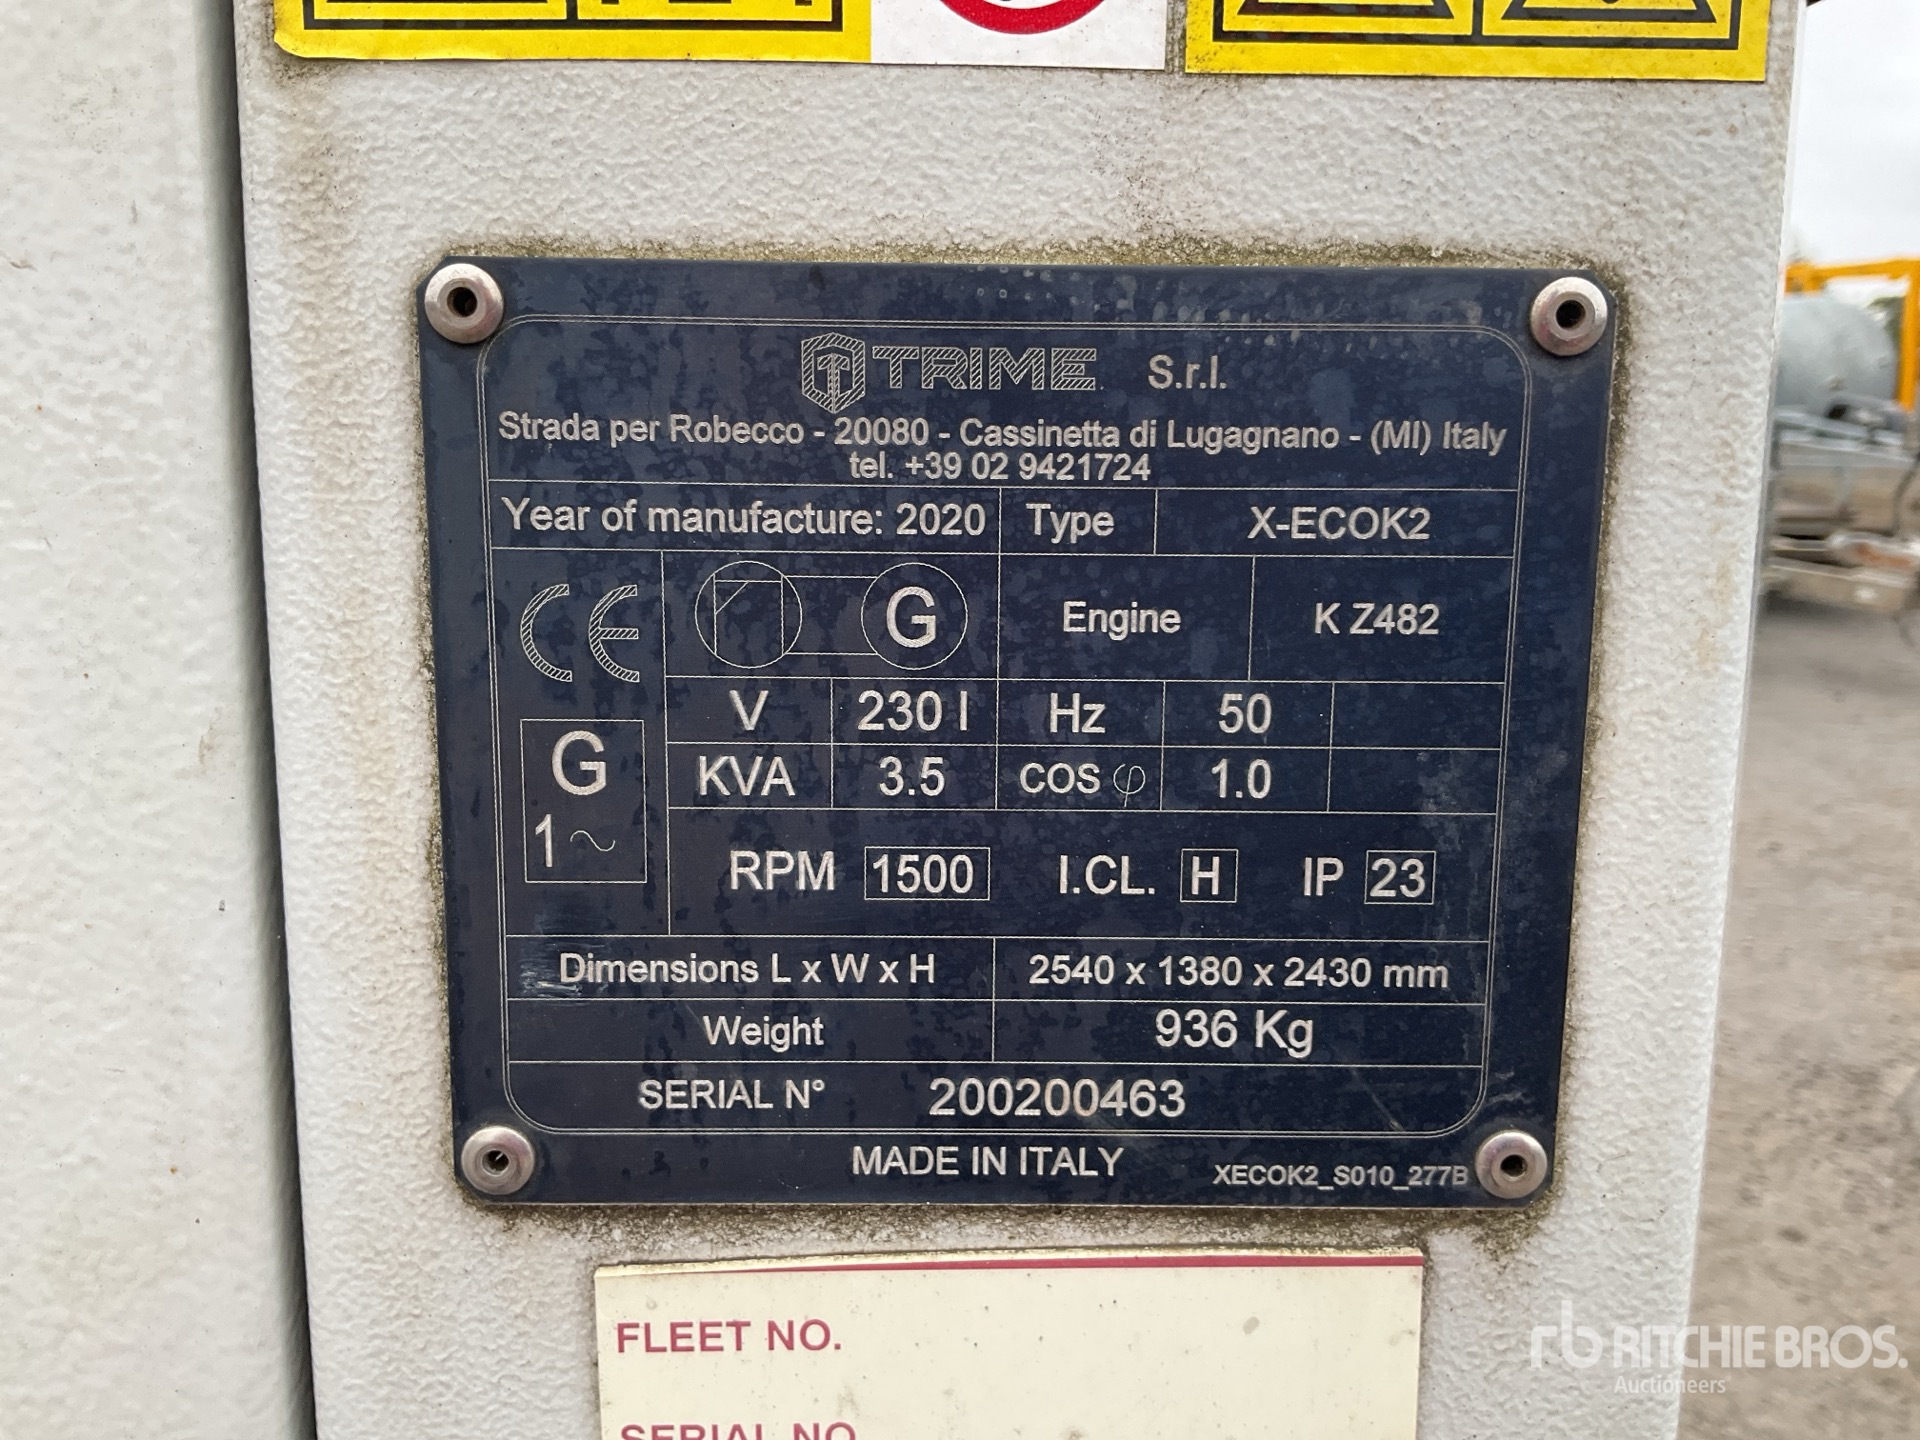 TRIME S.r.l.
Strada per Robecco - 20080 - Cassinetta di Lugagnano - (MI) Italy
tel. +39 02 9421724
Year of manufacture: 2020 Type X-ECOK2
CE G Engine K Z482
V 230 I Hz 50
G KVA 3.5 COS φ 1.0
1~ RPM 1500 I.CL. H IP 23
Dimensions L x W x H 2540 x 1380 x 2430 mm
Weight 936 Kg
SERIAL N° 200200463
MADE IN ITALY XECOK2_S010_277B
FLEET NO.
SERIAL NO.
rb RITCHIE BROS.
Auctioneers